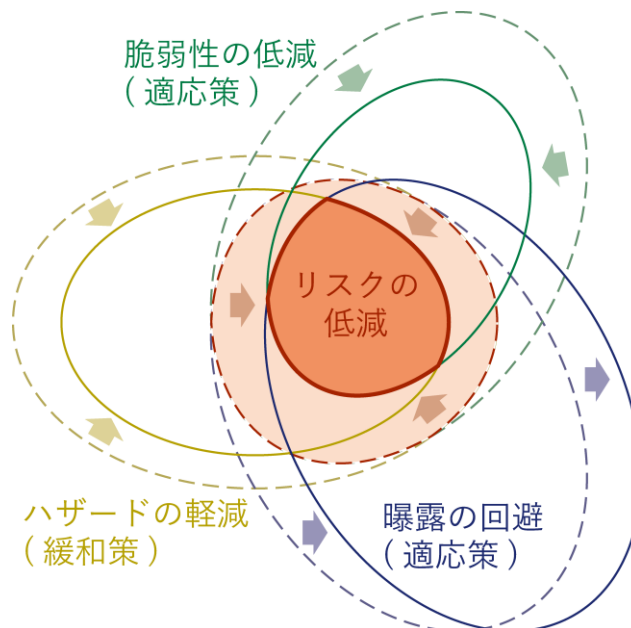 脆弱性の低減
( 適応策 )
リスクの
低減
ハザードの軽減
( 緩和策 )
曝露の回避
( 適応策 )